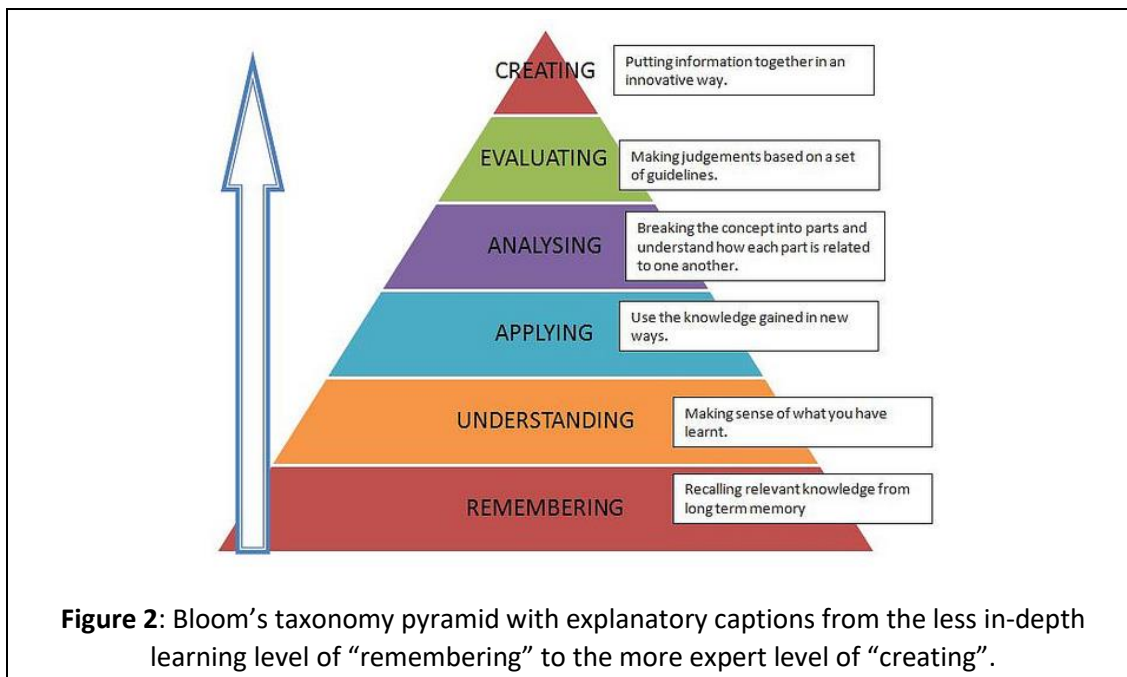 CREATING
Putting information together in an
innovative way.
EVALUATING
Making judgements based on a set
of guidelines.
ANALYSING
Breaking the concept into parts and
understand how each part is related
to one another.
APPLYING
Use the knowledge gained in new
ways.
UNDERSTANDING
Making sense of what you have
learnt.
REMEMBERING
Recalling relevant knowledge from
long term memory
Figure 2: Bloom’s taxonomy pyramid with explanatory captions from the less in-depth
learning level of “remembering” to the more expert level of “creating”.